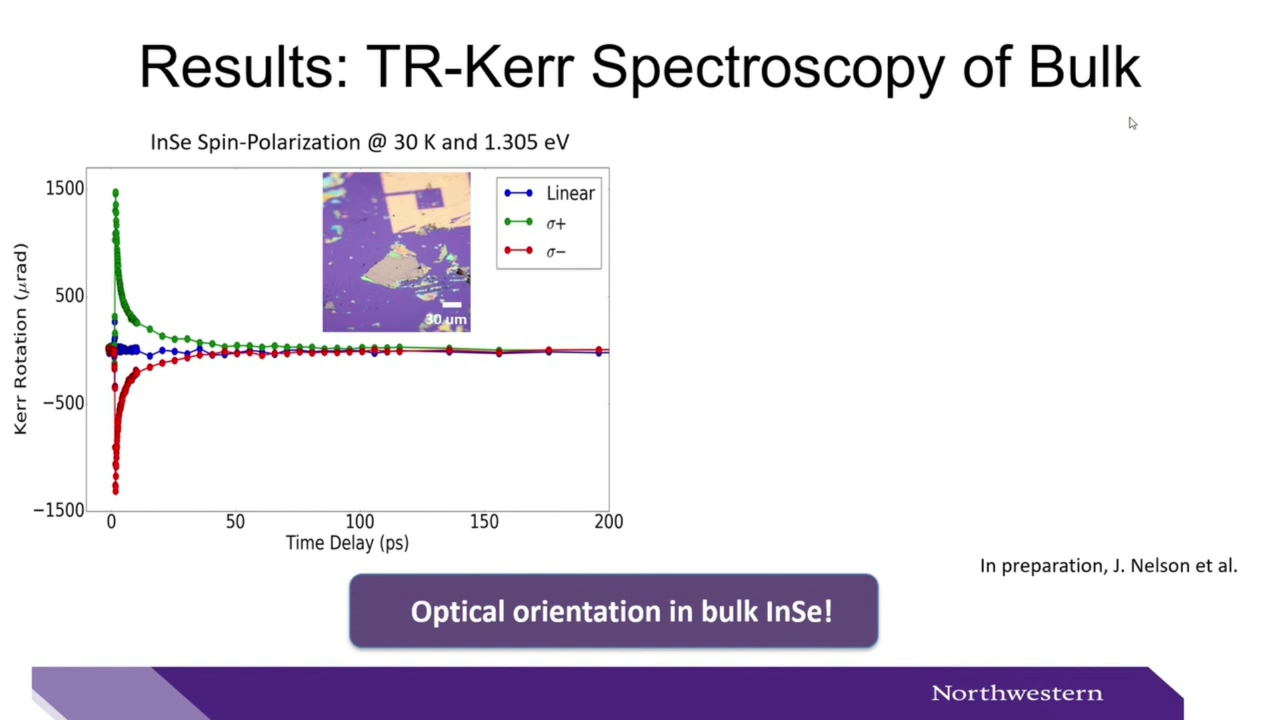 Results: TR-Kerr Spectroscopy of Bulk
InSe Spin-Polarization @ 30 K and 1.305 eV
1500
500
−500
−1500
Kerr Rotation (μrad)
0
50
100
150
200
Time Delay (ps)
Linear
σ+
σ−
30 um
In preparation, J. Nelson et al.
Optical orientation in bulk InSe!
Northwestern